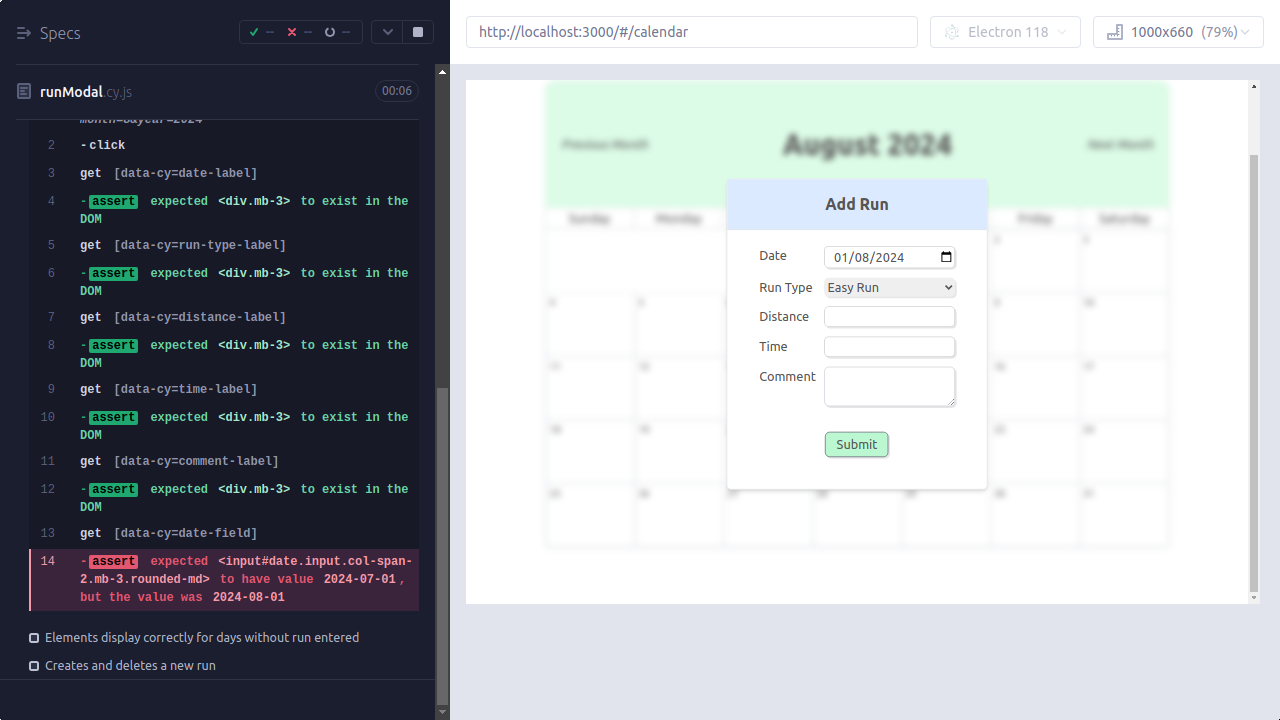 Specs
✓ -- ✕ -- --
runModal.cy.js
00:06
month=8&year=2024
2 -click
3 get [data-cy=date-label]
4 -assert expected <div.mb-3> to exist in the
DOM
5 get [data-cy=run-type-label]
6 -assert expected <div.mb-3> to exist in the
DOM
7 get [data-cy=distance-label]
8 -assert expected <div.mb-3> to exist in the
DOM
9 get [data-cy=time-label]
10 -assert expected <div.mb-3> to exist in the
DOM
11 get [data-cy=comment-label]
12 -assert expected <div.mb-3> to exist in the
DOM
13 get [data-cy=date-field]
14 -assert expected <input#date.input.col-span-
2.mb-3.rounded-md> to have value 2024-07-01,
but the value was 2024-08-01
Elements display correctly for days without run entered
Creates and deletes a new run
http://localhost:3000/#/calendar
Electron 118
1000x660 (79%)
Previous Month
August 2024
Next Month
Sunday Monday Friday Saturday
Add Run
Date 01/08/2024
Run Type Easy Run
Distance
Time
Comment
Submit